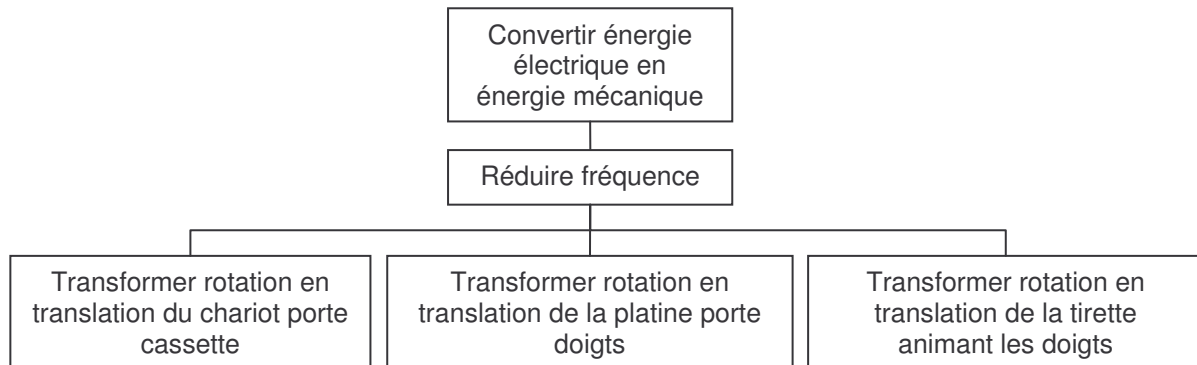 Convertir énergie
électrique en
énergie mécanique
Réduire fréquence
Transformer rotation en
translation du chariot porte
cassette
Transformer rotation en
translation de la platine porte
doigts
Transformer rotation en
translation de la tirette
animant les doigts